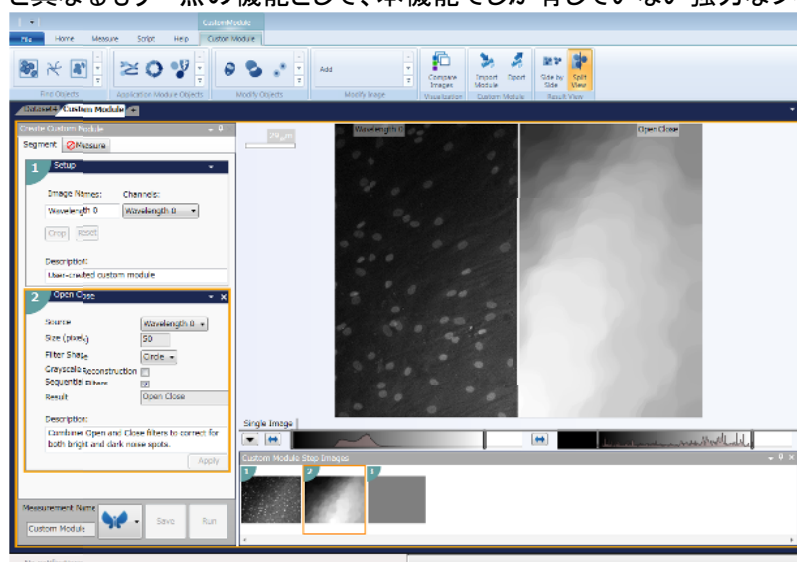 と異なるもう一点の機能として、本機能でしか有していない強力なク
CustomModule
File Home Measure Script Help Custom Module
Add
Compare Images
Import Module
Side by Side
Split View
Find Objects
Application Module Objects
Modify Objects
Modify Image
Visualization
Custom Module
Result View
Custom Module
Create Custom Module
Segment Measure
1 Setup
Image Names: Channels:
Wavelength 0 Wavelength 0
Crop Reset
Description:
User-created custom module
2 Open Close
Source Wavelength 0
Size (pixels) 50
Filter Shape Circle
Grayscale Reconstruction
Sequential
Result Open Close
Description:
Combines Open and Close filters to correct for
both bright and dark noise spots.
Apply
Measurement Name
Custom Module
Save Run
Wavelength 0
Open Close
Single Image
Custom Module Step Images
1 2 1